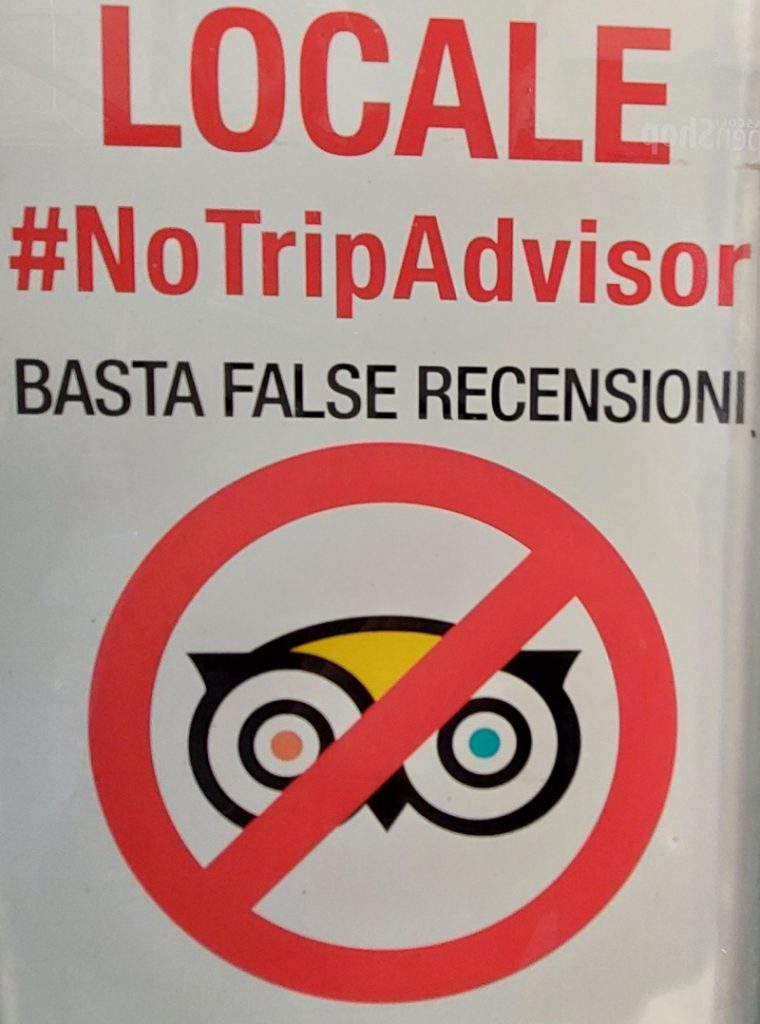 LOCALE
#NoTripAdvisor
BASTA FALSE RECENSIONI